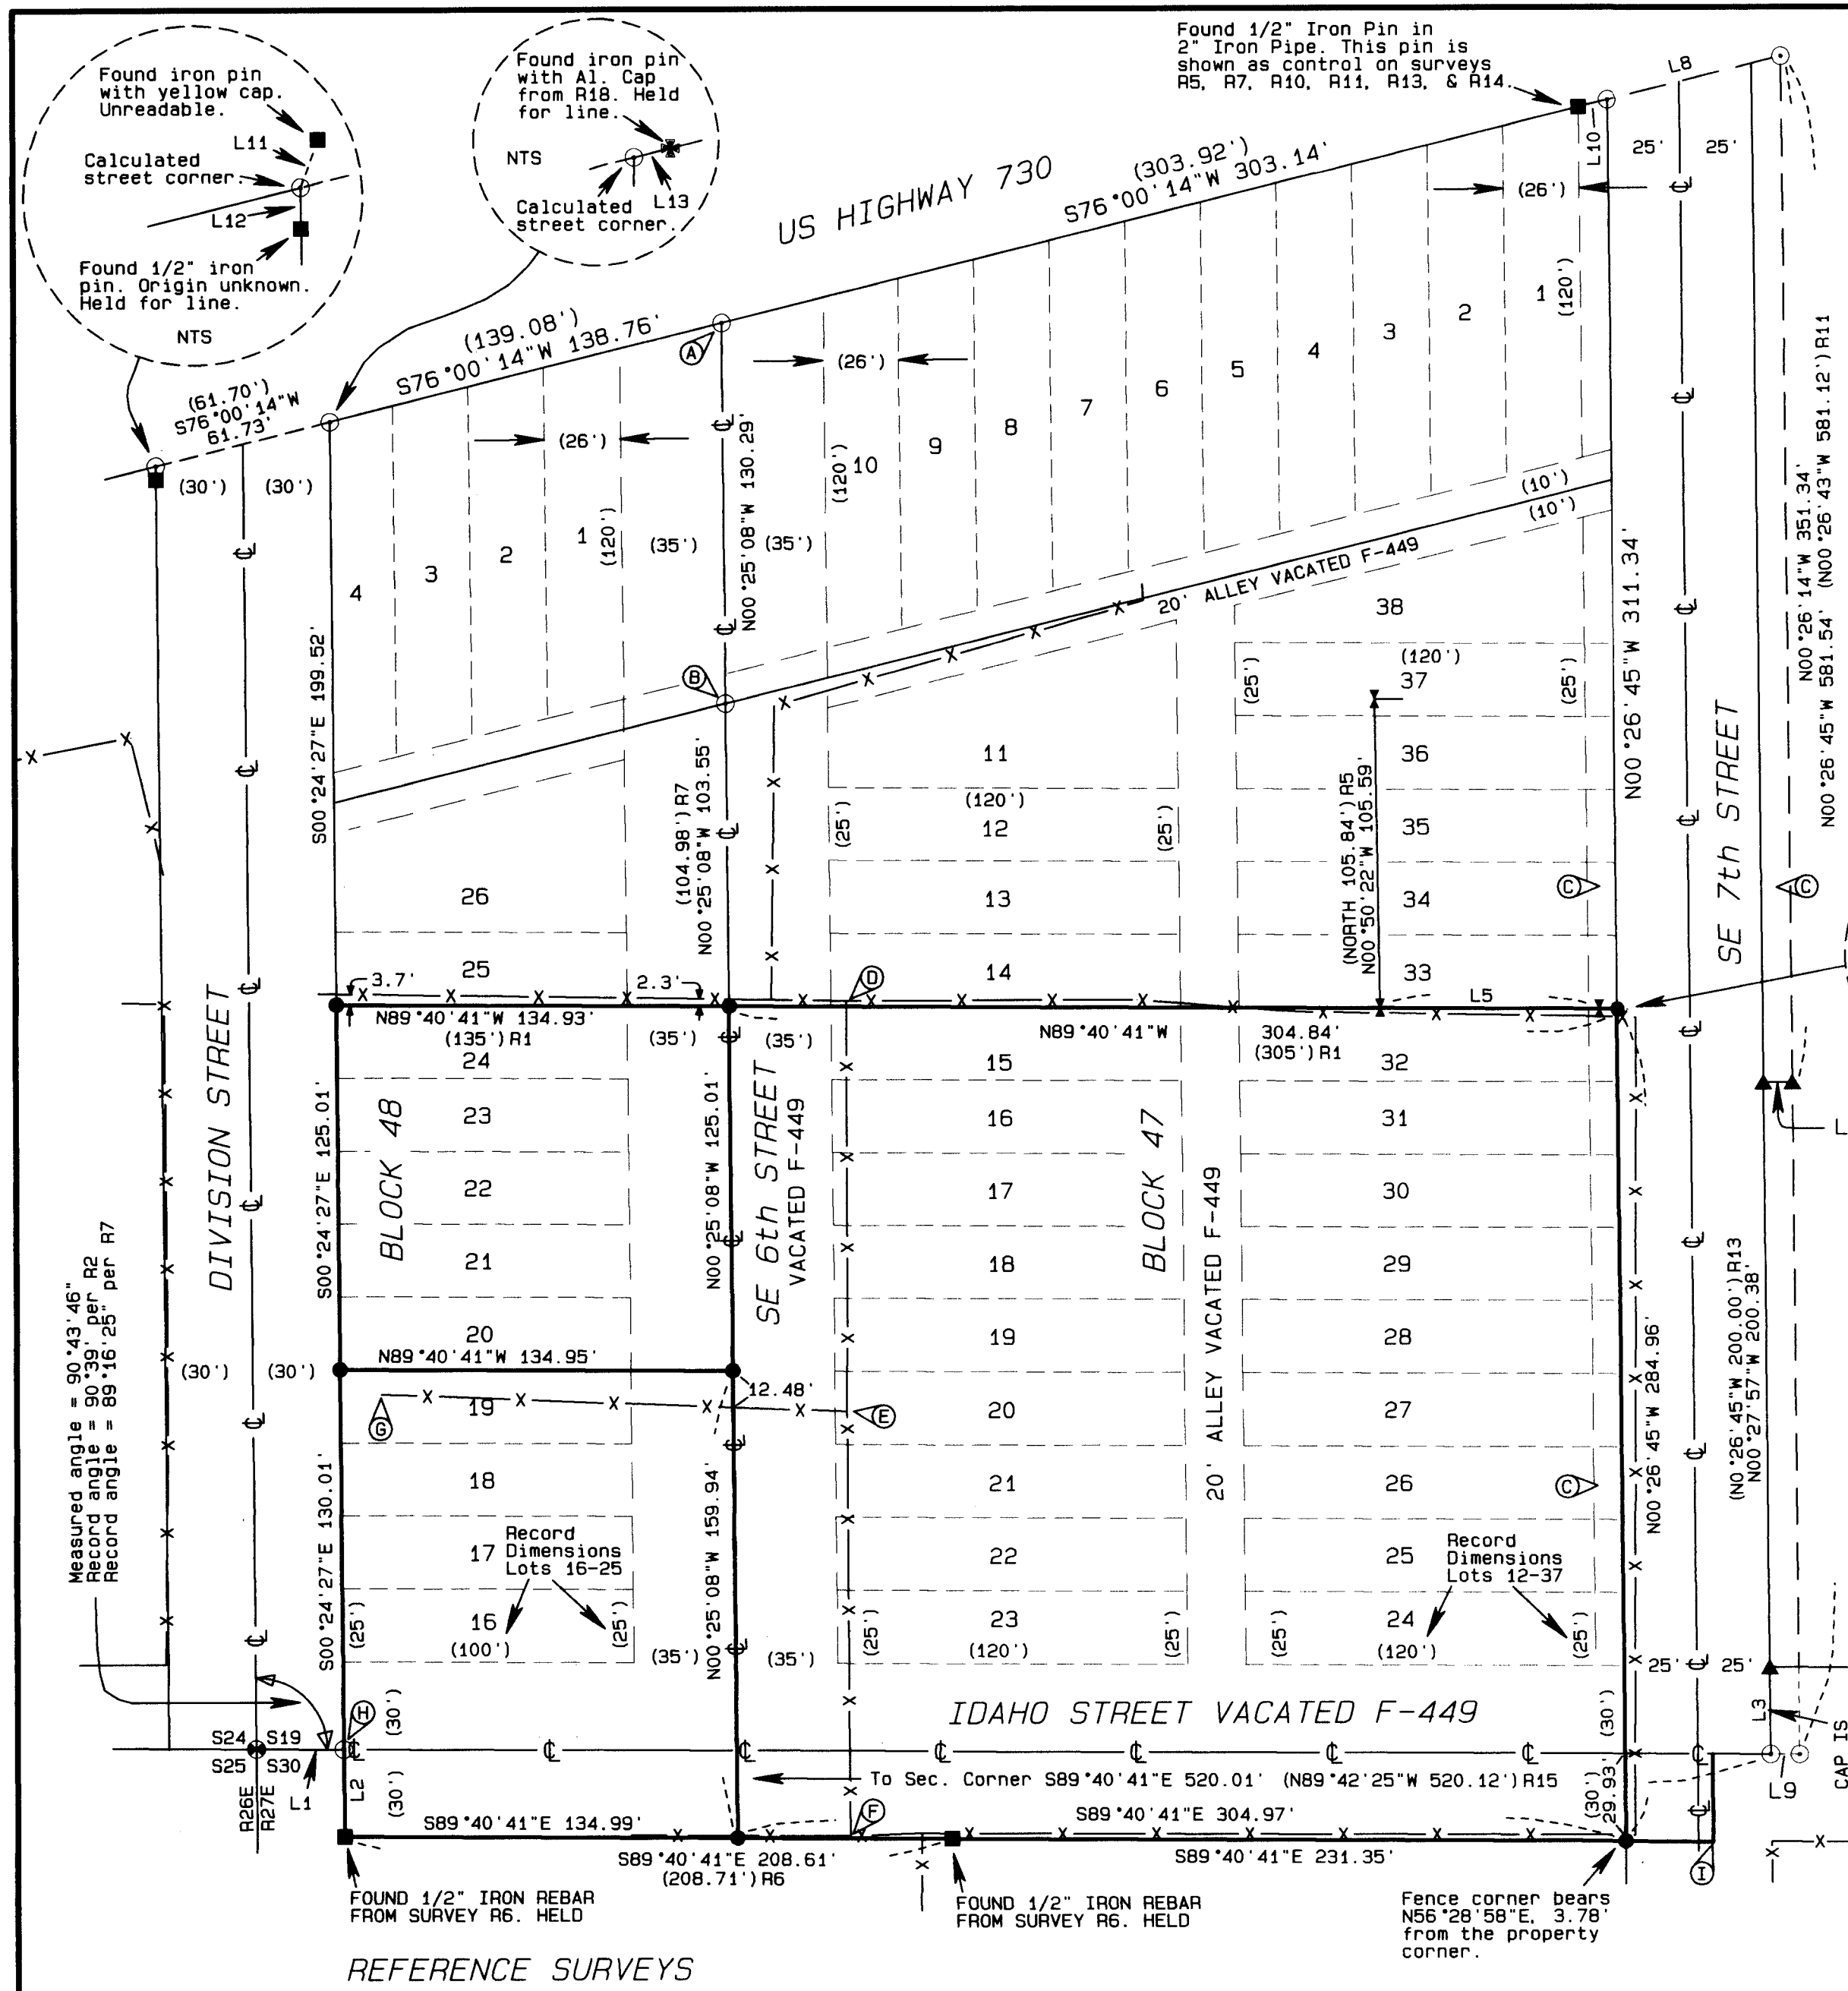 Found iron pin
with yellow cap.
Unreadable.
L11
Calculated
street corner.
L12
Found 1/2" iron
pin. Origin unknown.
Held for line.
NTS
Found iron pin
with Al. Cap
from R18. Held
for line.
NTS
L13
Calculated
street corner.
Found 1/2" Iron Pin in
2" Iron Pipe. This pin is
shown as control on surveys
R5, R7, R10, R11, R13, & R14.
L8
L10
25'
25'
US HIGHWAY 730
(303.92')
S76°00'14"W 303.14'
(26')
(139.08')
S76°00'14"W 138.76'
A
(61.70')
S76°00'14"W
61.73'
(30')
(30')
(26')
(26')
1
2
3
4
5
6
7
8
9
10
(120')
(120')
1
2
3
4
(120')
(35')
(35')
N00°25'08"W 130.29'
(10')
(10')
20' ALLEY VACATED F-449
B
S00°24'27"E 199.52'
(104.98')R7
N00°25'08"W 103.55'
N00°26'45"W 311.34'
N00°26'14"W 351.34'
N00°26'45"W 581.54' (N00°26'43"W 581.12')R11
SE 7th STREET
38
(120')
37
(25')
(25')
36
35
34
33
(NORTH 105.84')R5
N00°50'22"W 105.59'
11
(120')
12
(25')
(25')
13
14
26
25
C
C
D
3.7'
2.3'
L5
N89°40'41"W 134.93'
(135')R1
(35')
(35')
N89°40'41"W
304.84'
(305')R1
DIVISION STREET
BLOCK 48
SE 6th STREET
VACATED F-449
BLOCK 47
20' ALLEY VACATED F-449
S00°24'27"E 125.01'
N00°25'08"W 125.01'
24
23
22
21
20
15
16
17
18
19
20
21
22
23
(120')
32
31
30
29
28
27
26
25
24
(120')
L
N89°40'41"W 134.95'
(30')
(30')
12.48'
G
19
E
18
17
16
(100')
Record
Dimensions
Lots 16-25
(25')
(25')
(25')
(25')
(25')
(25')
Record
Dimensions
Lots 12-37
C
Measured angle = 90°43'46"
Record angle = 90°39' per R2
Record angle = 89°16'25" per R7
S00°24'27"E 130.01'
N00°25'08"W 159.94'
N00°26'45"W 284.96'
(N0°26'45"W 200.00')R13
N00°27'57"W 200.38'
(35')
(35')
25'
25'
IDAHO STREET VACATED F-449
H
(30')
(30')
S24
S19
S25
S30
R26E
R27E
L1
L2
(30')
(30')
29.93'
L3
L9
CAP IS
To Sec. Corner S89°40'41"E 520.01' (N89°42'25"W 520.12')R15
S89°40'41"E 134.99'
F
S89°40'41"E 304.97'
S89°40'41"E 208.61'
(208.71')R6
S89°40'41"E 231.35'
I
FOUND 1/2" IRON REBAR
FROM SURVEY R6. HELD
FOUND 1/2" IRON REBAR
FROM SURVEY R6. HELD
Fence corner bears
N56°28'58"E, 3.78'
from the property
corner.
REFERENCE SURVEYS